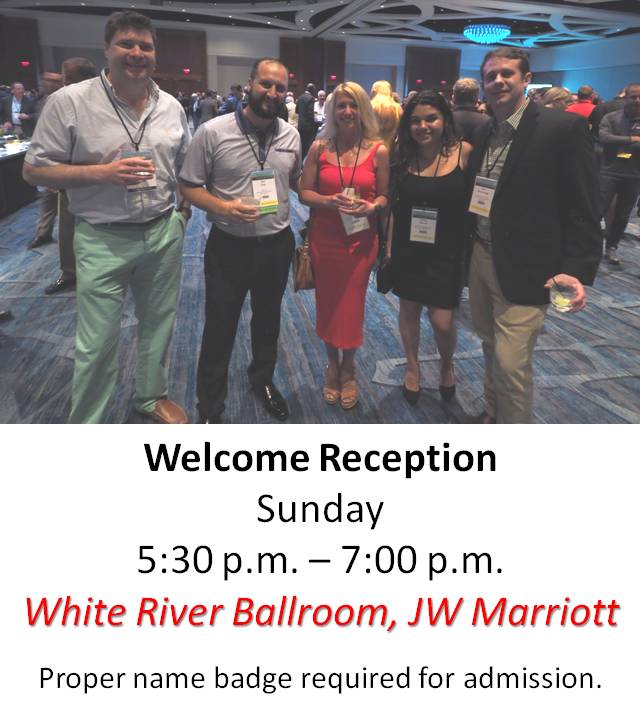 Welcome Reception
Sunday
5:30 p.m. – 7:00 p.m.
White River Ballroom, JW Marriott
Proper name badge required for admission.